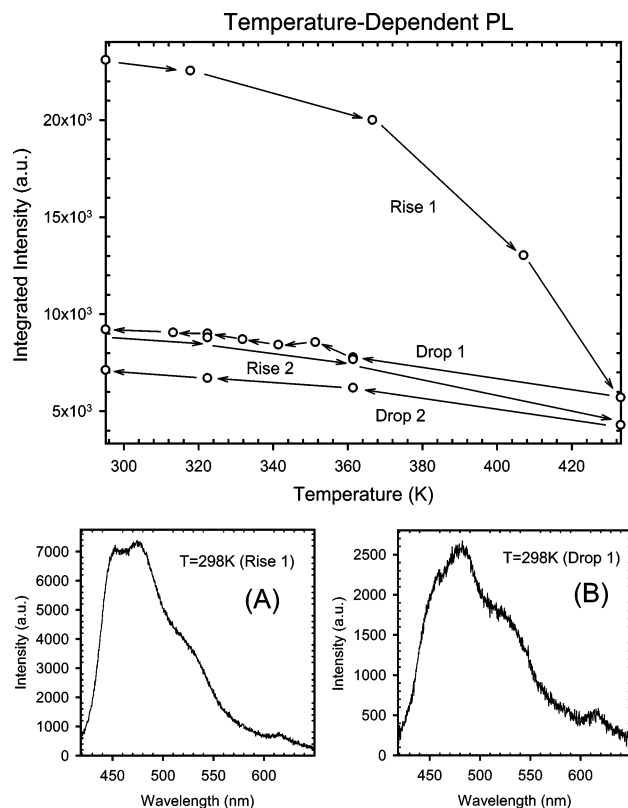 Temperature-Dependent PL
Integrated Intensity (a.u.)
20x10³
15x10³
10x10³
5x10³
Rise 1
Drop 1
Rise 2
Drop 2
300 320 340 360 380 400 420
Temperature (K)
Intensity (a.u.)
7000
6000
5000
4000
3000
2000
1000
0
T=298K (Rise 1)
(A)
450 500 550 600
Wavelength (nm)
Intensity (a.u.)
2500
2000
1500
1000
500
0
T=298K (Drop 1)
(B)
450 500 550 600
Wavelength (nm)